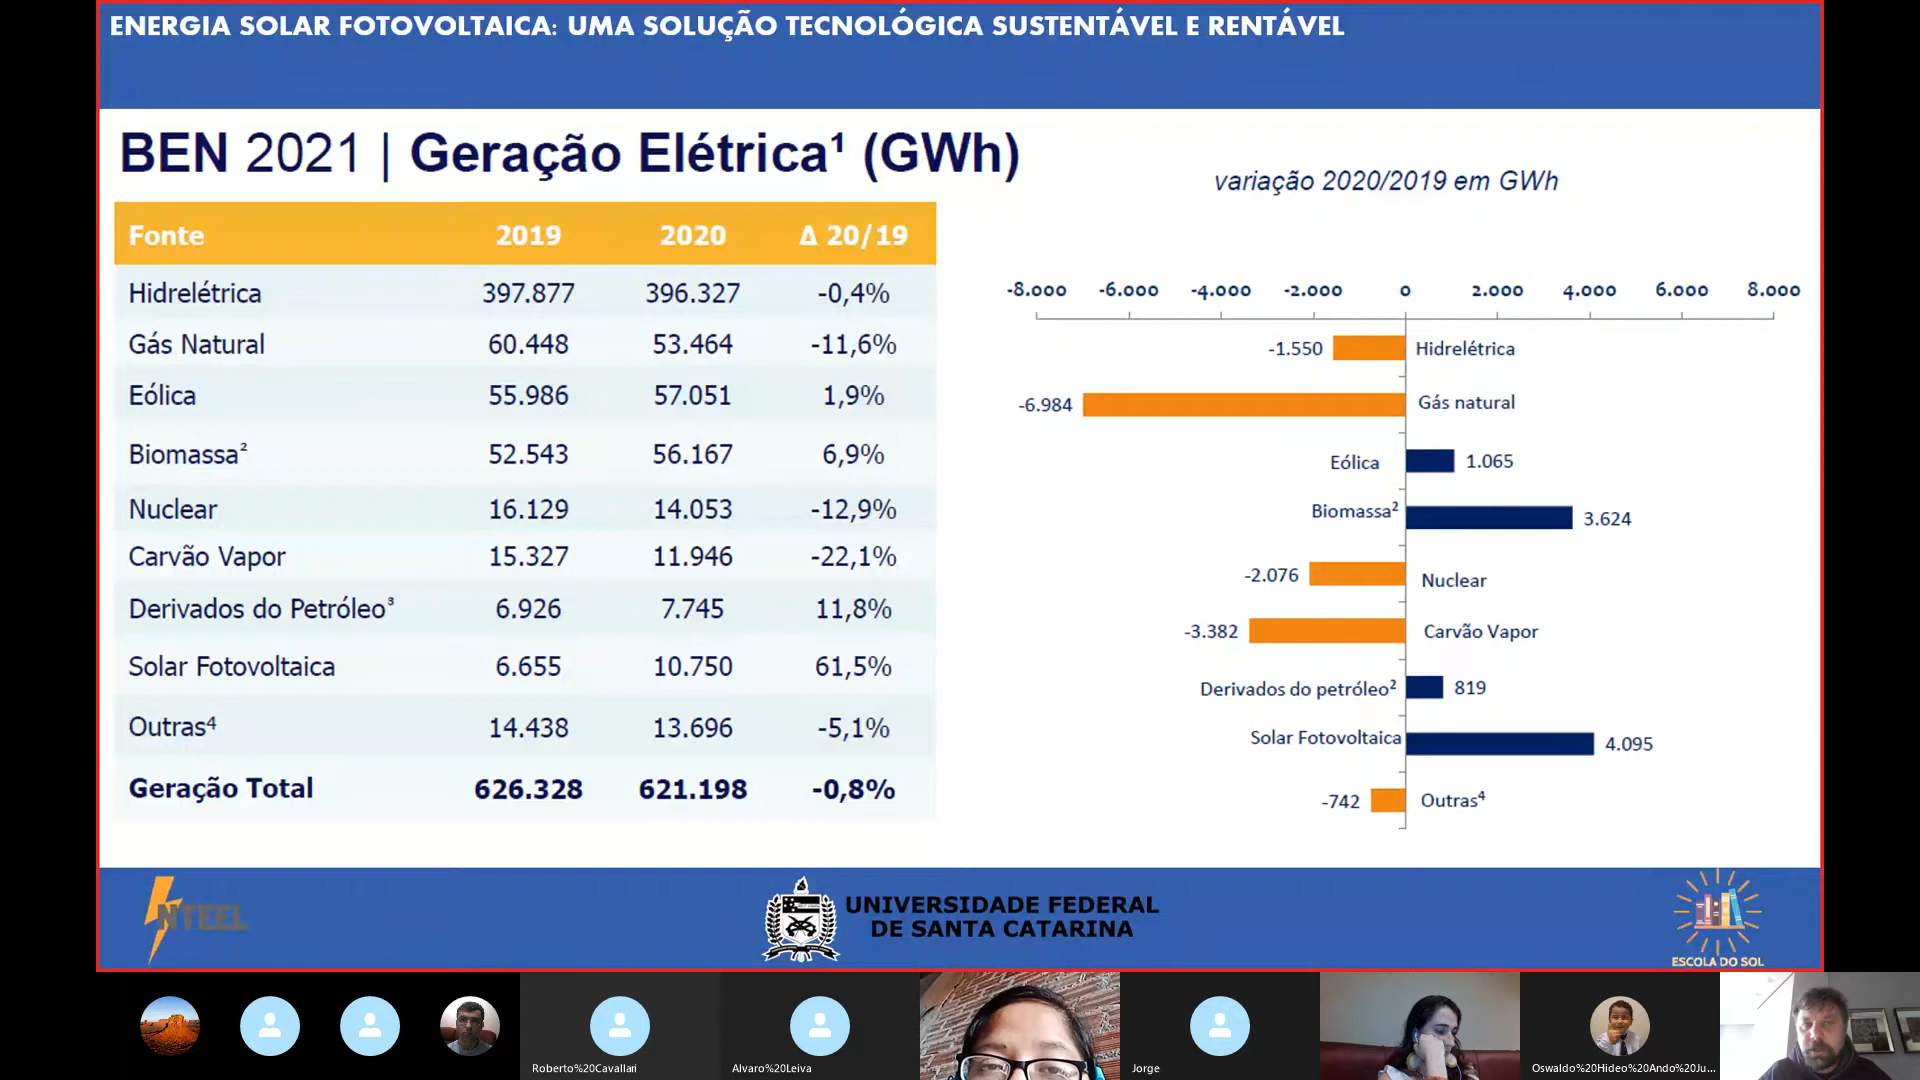 ENERGIA SOLAR FOTOVOLTAICA: UMA SOLUÇÃO TECNOLÓGICA SUSTENTÁVEL E RENTÁVEL
BEN 2021 | Geração Elétrica¹ (GWh)
Fonte 2019 2020 Δ 20/19
Hidrelétrica 397.877 396.327 -0,4%
Gás Natural 60.448 53.464 -11,6%
Eólica 55.986 57.051 1,9%
Biomassa² 52.543 56.167 6,9%
Nuclear 16.129 14.053 -12,9%
Carvão Vapor 15.327 11.946 -22,1%
Derivados do Petróleo³ 6.926 7.745 11,8%
Solar Fotovoltaica 6.655 10.750 61,5%
Outras⁴ 14.438 13.696 -5,1%
Geração Total 626.328 621.198 -0,8%
variação 2020/2019 em GWh
-8.000 -6.000 -4.000 -2.000 0 2.000 4.000 6.000 8.000
-1.550 Hidrelétrica
-6.984 Gás natural
Eólica 1.065
Biomassa² 3.624
-2.076 Nuclear
-3.382 Carvão Vapor
Derivados do petróleo² 819
Solar Fotovoltaica 4.095
-742 Outras⁴
NTEEL
UNIVERSIDADE FEDERAL
DE SANTA CATARINA
ESCOLA DO SOL
Roberto%20Cavallari
Alvaro%20Leiva
Jorge
Oswaldo%20Hideo%20Ando%20Ju...